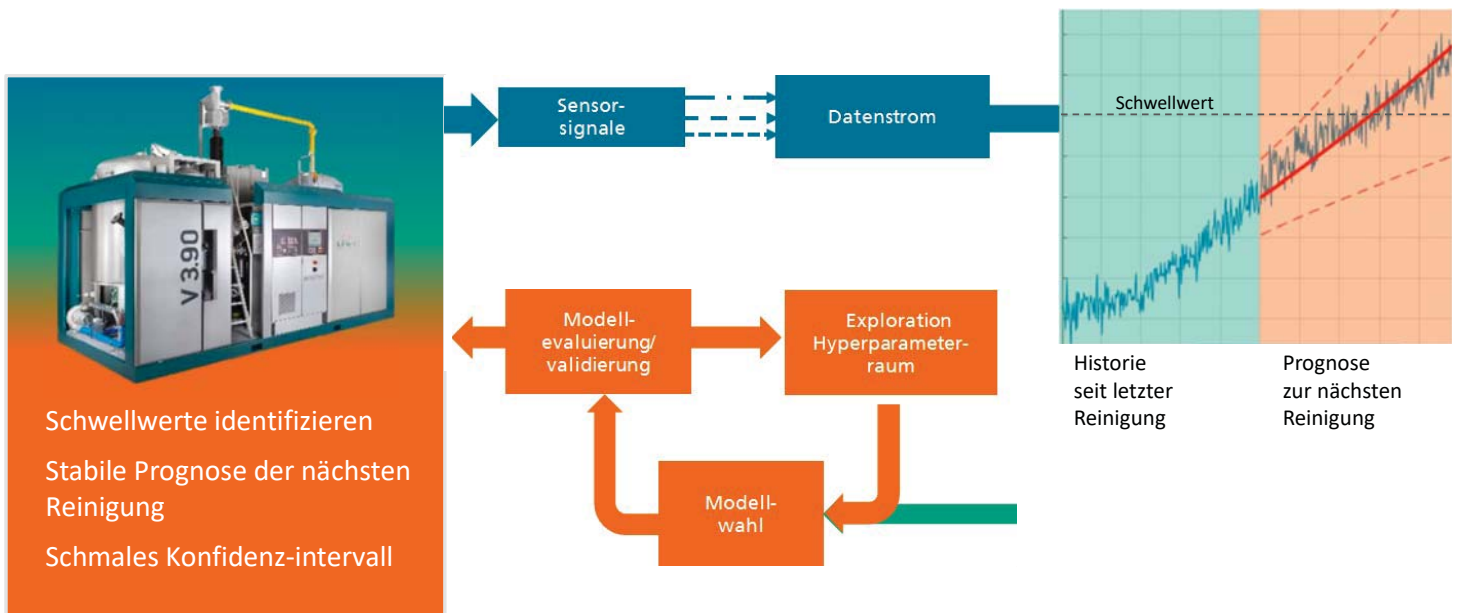 V 3.90
Schwellwerte identifizieren
Stabile Prognose der nächsten
Reinigung
Schmales Konfidenz-intervall
Sensor-
signale
Datenstrom
Modell-
evaluierung/
validierung
Exploration
Hyperparameter-
raum
Modell-
wahl
Schwellwert
Historie
seit letzter
Reinigung
Prognose
zur nächsten
Reinigung